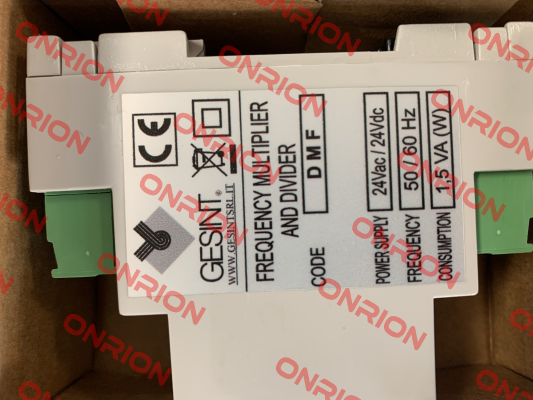 CE
GESINT®
WWW.GESINTSRL.IT
FREQUENCY MULTIPLIER
AND DIVIDER
CODE DMF
POWER SUPPLY 24Vac / 24Vdc
FREQUENCY 50 / 60 Hz
CONSUMPTION 1,5 VA (W)
ONRION
ONRION
ONRION
ONRION
ONRION
ONRION
ONRION
ONRION
ONRION
ONRION
ONRION
ONRION